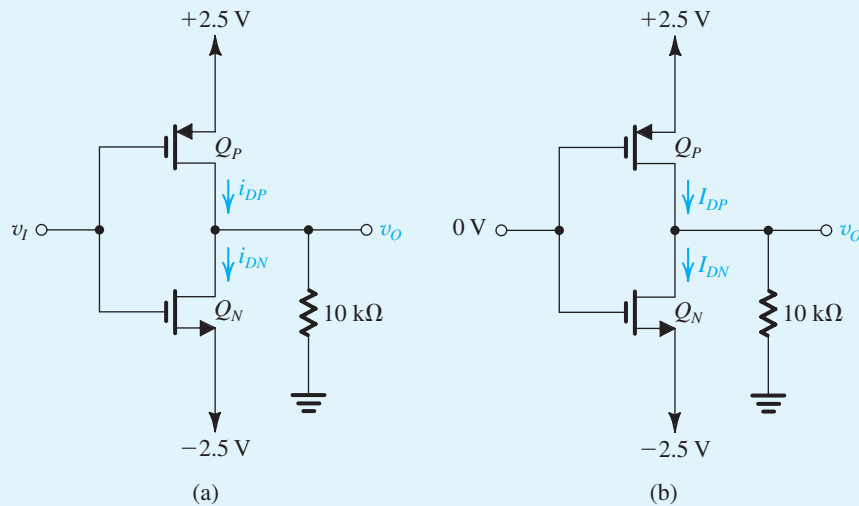 +2.5 V
Q_P
i_DP
v_I
v_O
i_DN
Q_N
10 kΩ
−2.5 V
(a)
+2.5 V
Q_P
I_DP
0 V
v_O
I_DN
Q_N
10 kΩ
−2.5 V
(b)